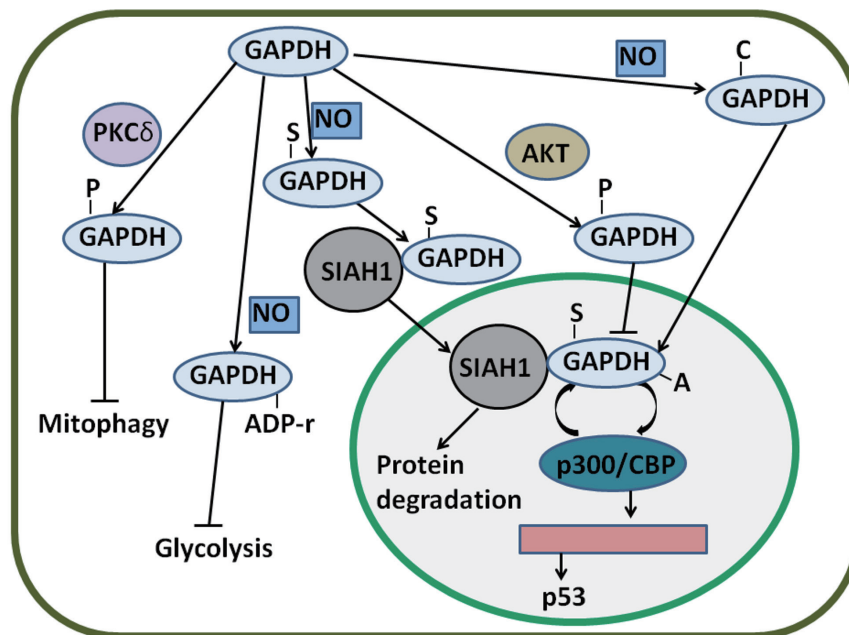 GAPDH
NO
C
GAPDH
PKCδ
S
NO
AKT
GAPDH
P
GAPDH
S
GAPDH
P
GAPDH
SIAH1
NO
S
GAPDH
A
SIAH1
GAPDH
ADP-r
Mitophagy
Protein
degradation
p300/CBP
Glycolysis
p53